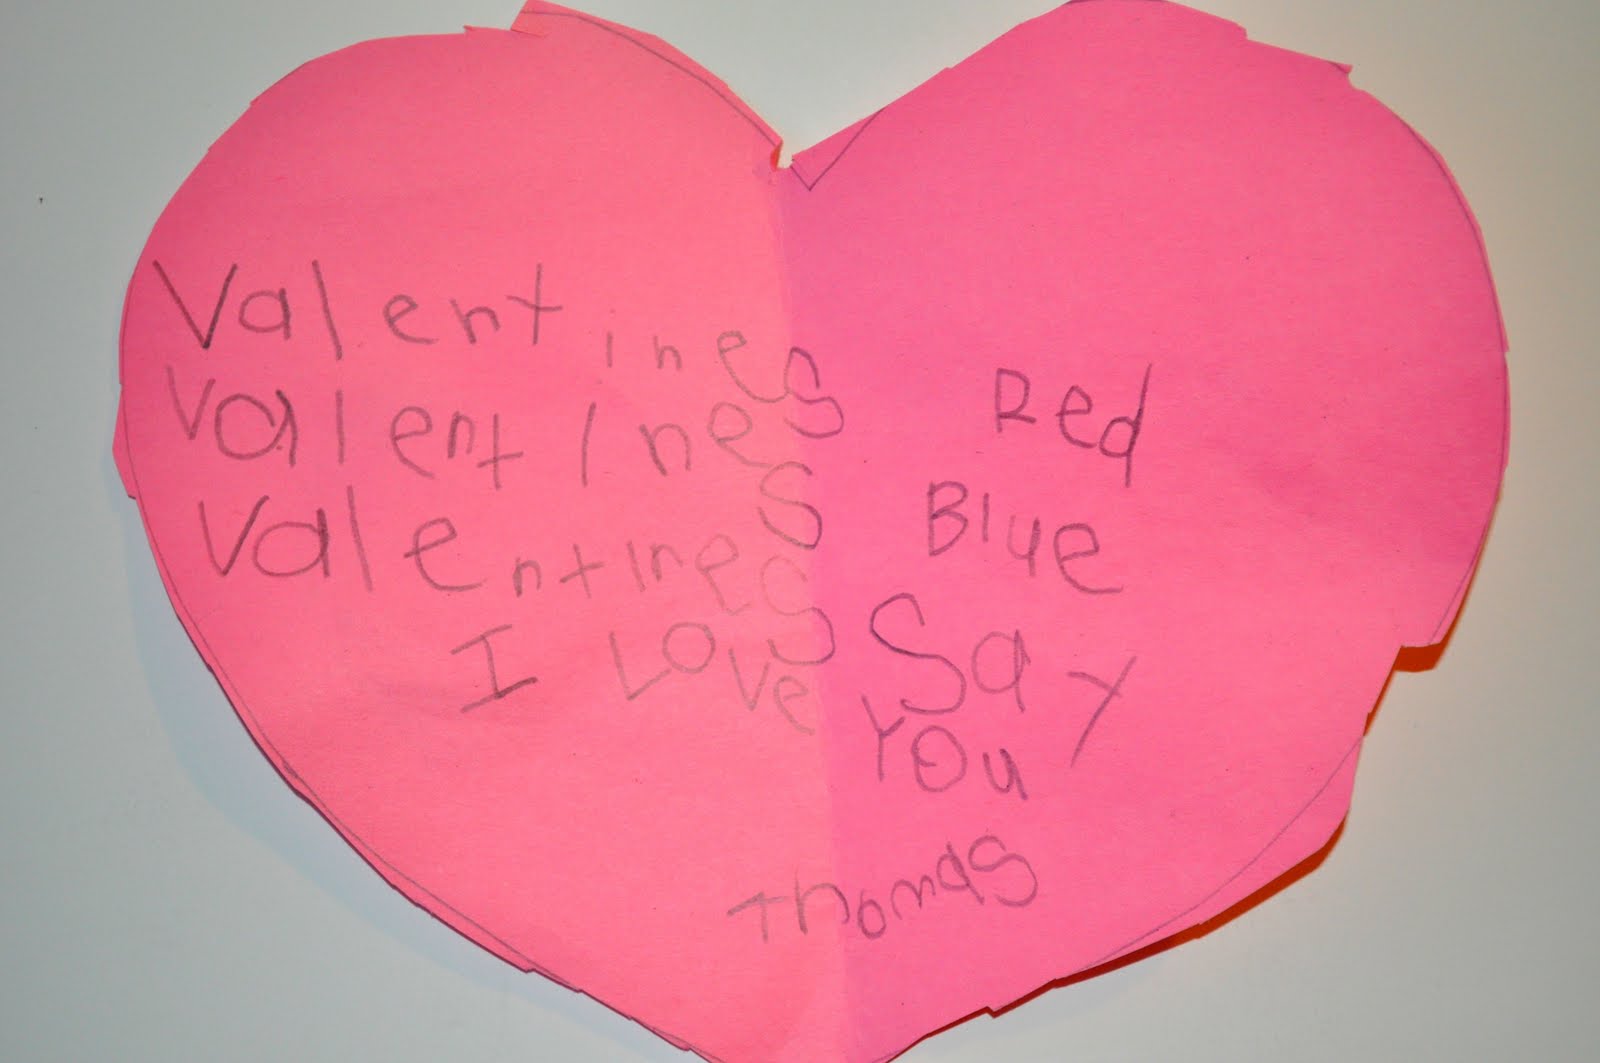 Valentines Red
Valentines Blue
Valentines Say
I Love You
Thomas